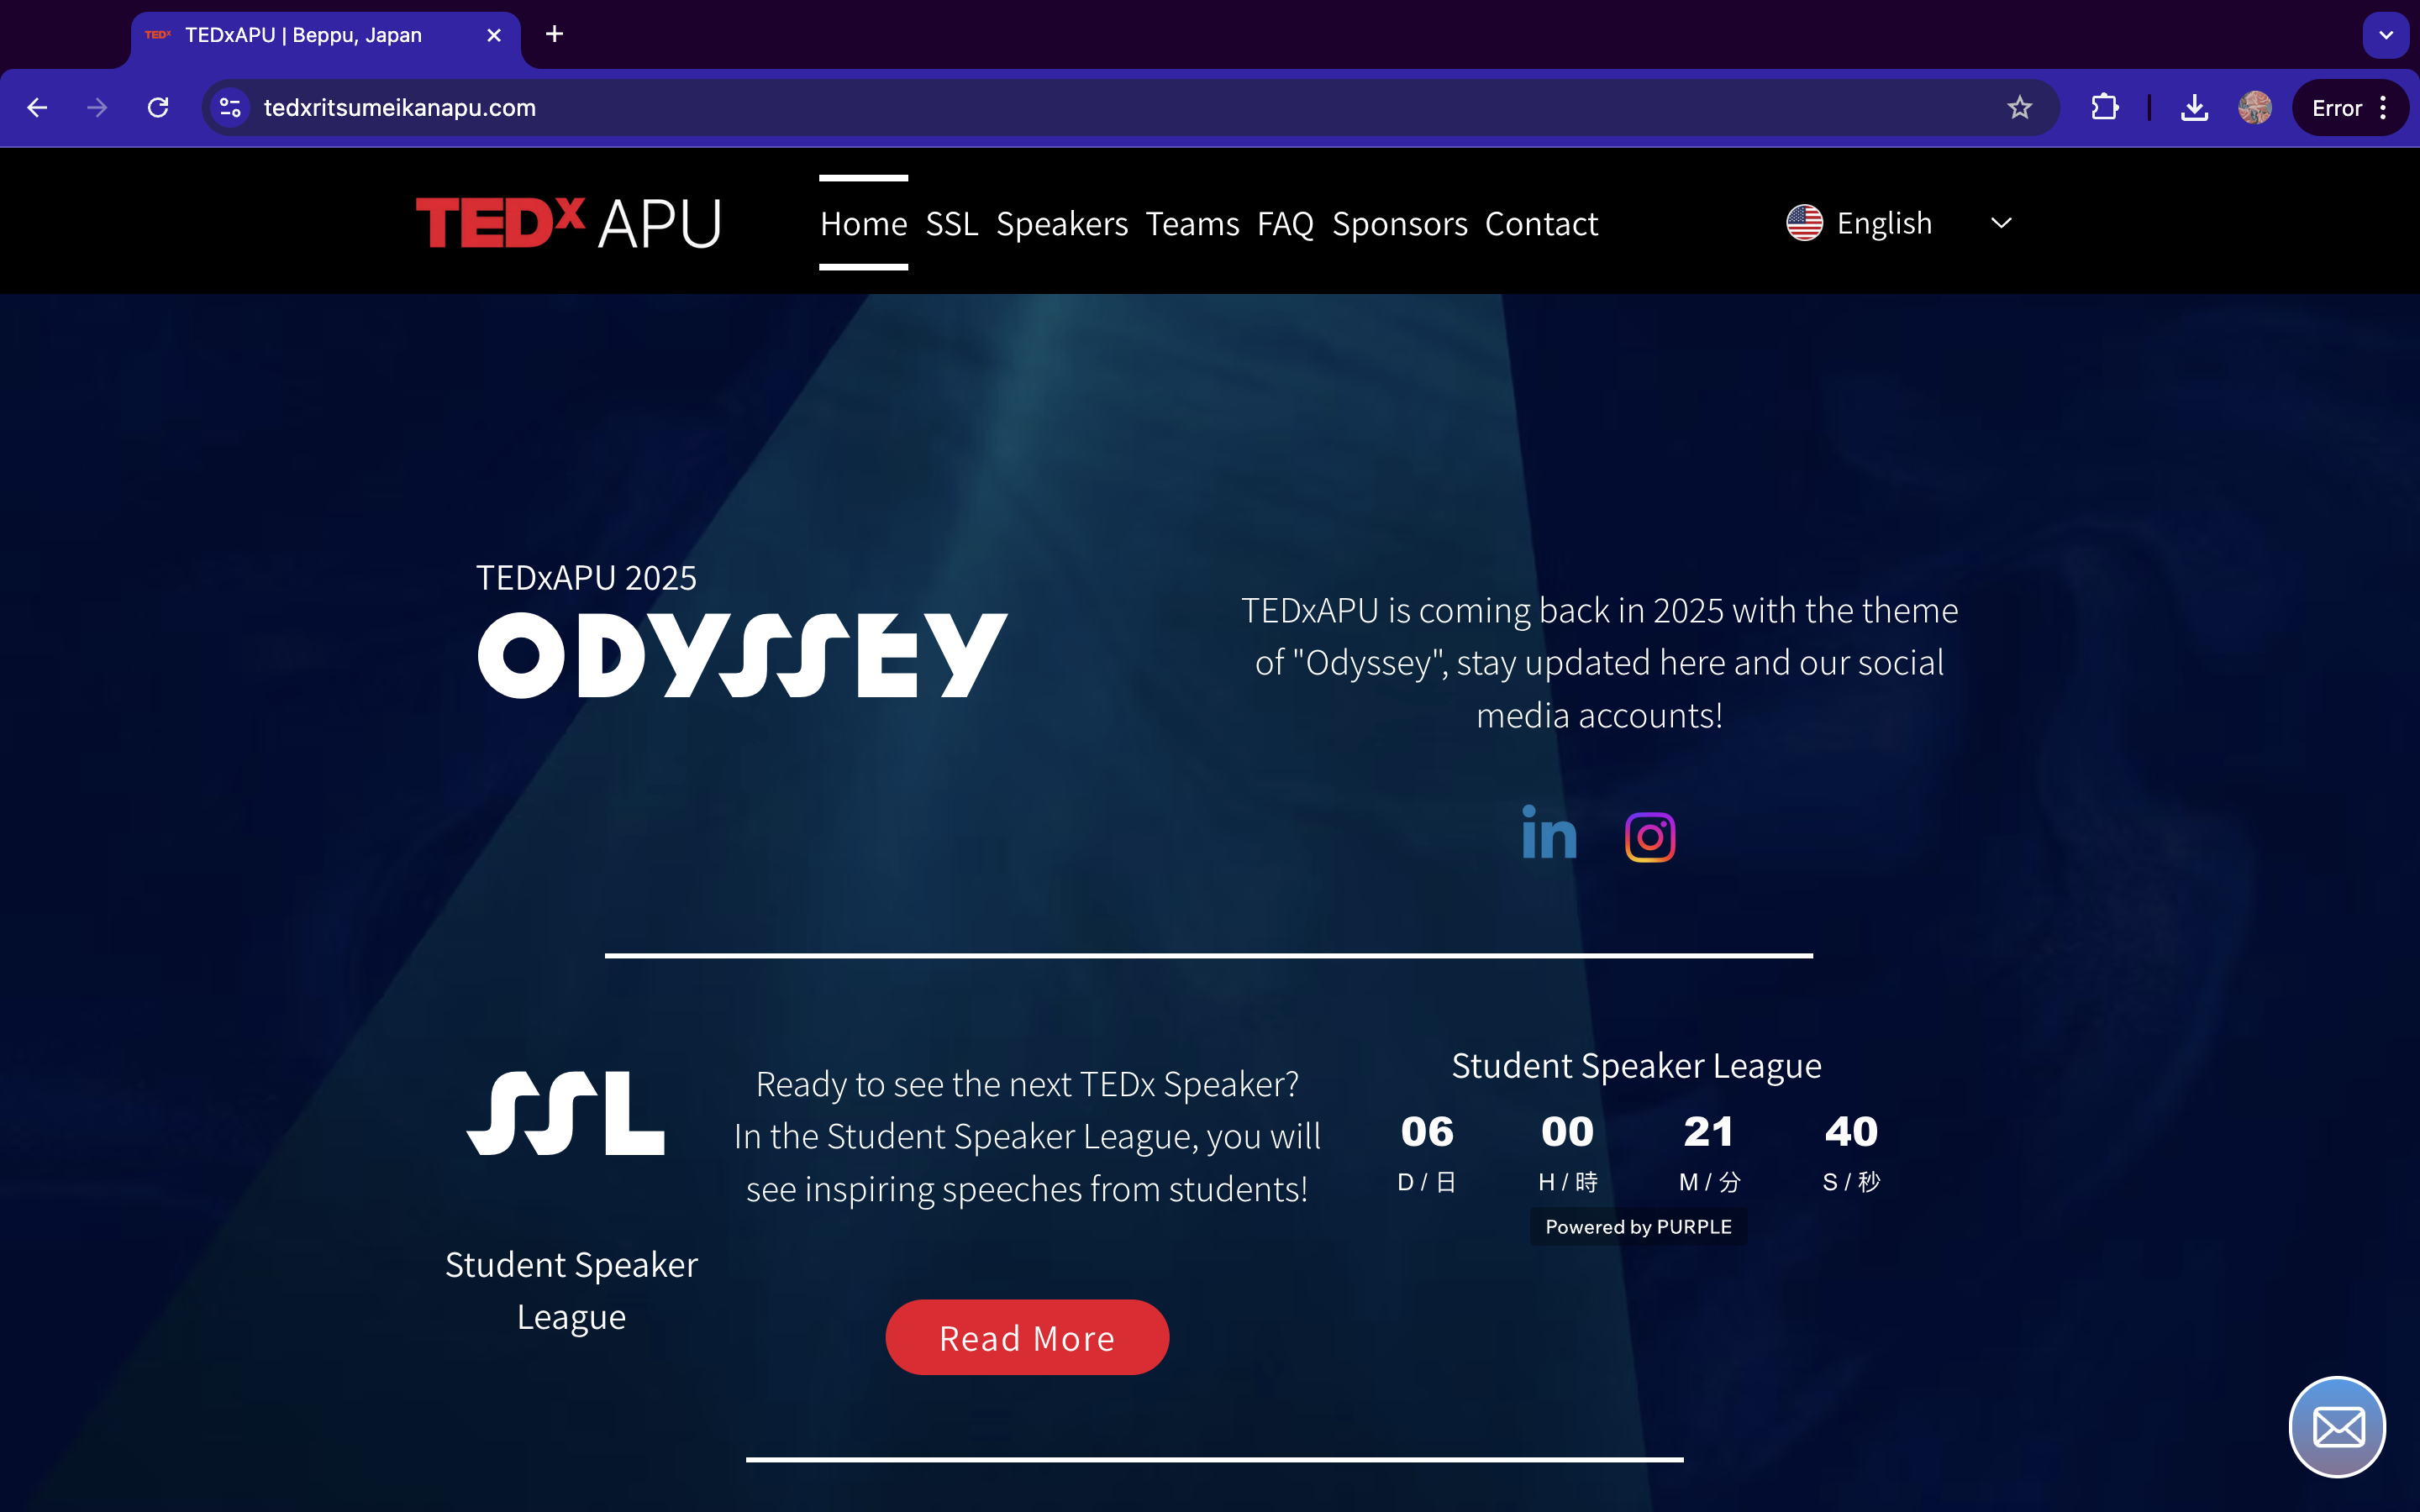 TEDx TEDxAPU | Beppu, Japan
tedxritsumeikanapu.com
Error
TEDx APU
Home SSL Speakers Teams FAQ Sponsors Contact
English
TEDxAPU 2025
ODYSSEY
TEDxAPU is coming back in 2025 with the theme
of "Odyssey", stay updated here and our social
media accounts!
in
SSL
Student Speaker
League
Ready to see the next TEDx Speaker?
In the Student Speaker League, you will
see inspiring speeches from students!
Read More
Student Speaker League
06 00 21 40
D / 日 H / 時 M / 分 S / 秒
Powered by PURPLE